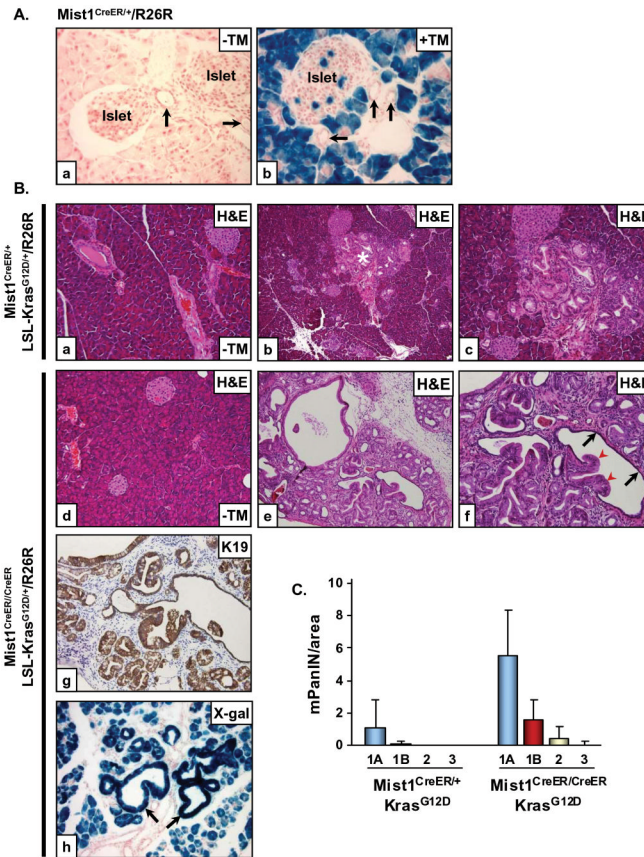 A.
Mist1CreER/+/R26R
-TM
Islet
Islet
a
+TM
Islet
b
B.
Mist1CreER/+
LSL-KrasG12D/+/R26R
H&E
a
-TM
H&E
*
b
H&E
c
Mist1CreER//CreER
LSL-KrasG12D/+/R26R
H&E
d
-TM
H&E
e
H&E
f
K19
g
X-gal
h
C.
mPanIN/area
10
8
6
4
2
0
1A 1B 2 3
1A 1B 2 3
Mist1CreER/+
KrasG12D
Mist1CreER/CreER
KrasG12D